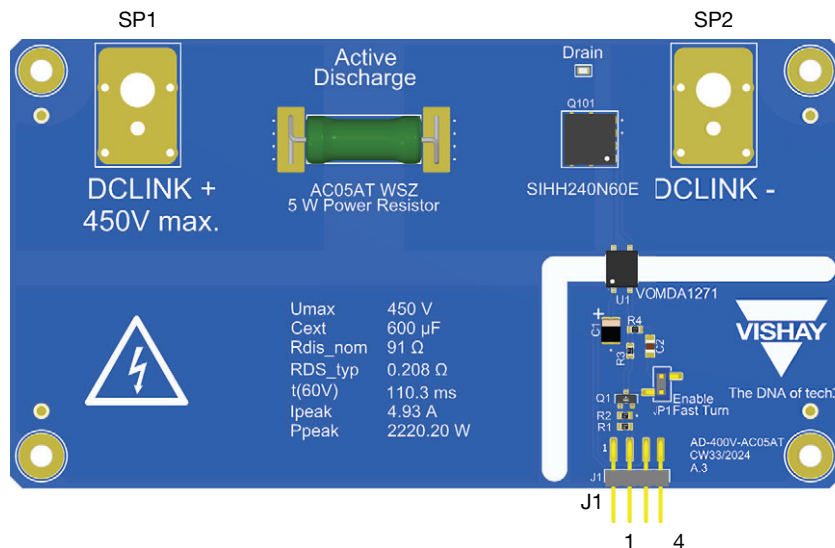 SP1
SP2
Active
Discharge
Drain
Q101
DCLINK +
450V max.
AC05AT WSZ
5 W Power Resistor
SIHH240N60E
DCLINK -
U1
VOMDA1271
Umax 450 V
Cext 600 µF
Rdis_nom 91 Ω
RDS_typ 0.208 Ω
t(60V) 110.3 ms
Ipeak 4.93 A
Ppeak 2220.20 W
+
C1
R4
R3
C2
VISHAY
The DNA of tech
Q1
R2
R1
JP1
Enable
Fast Turn
1
J1
AD-400V-AC05AT
CW33/2024
A.3
J1
1 4